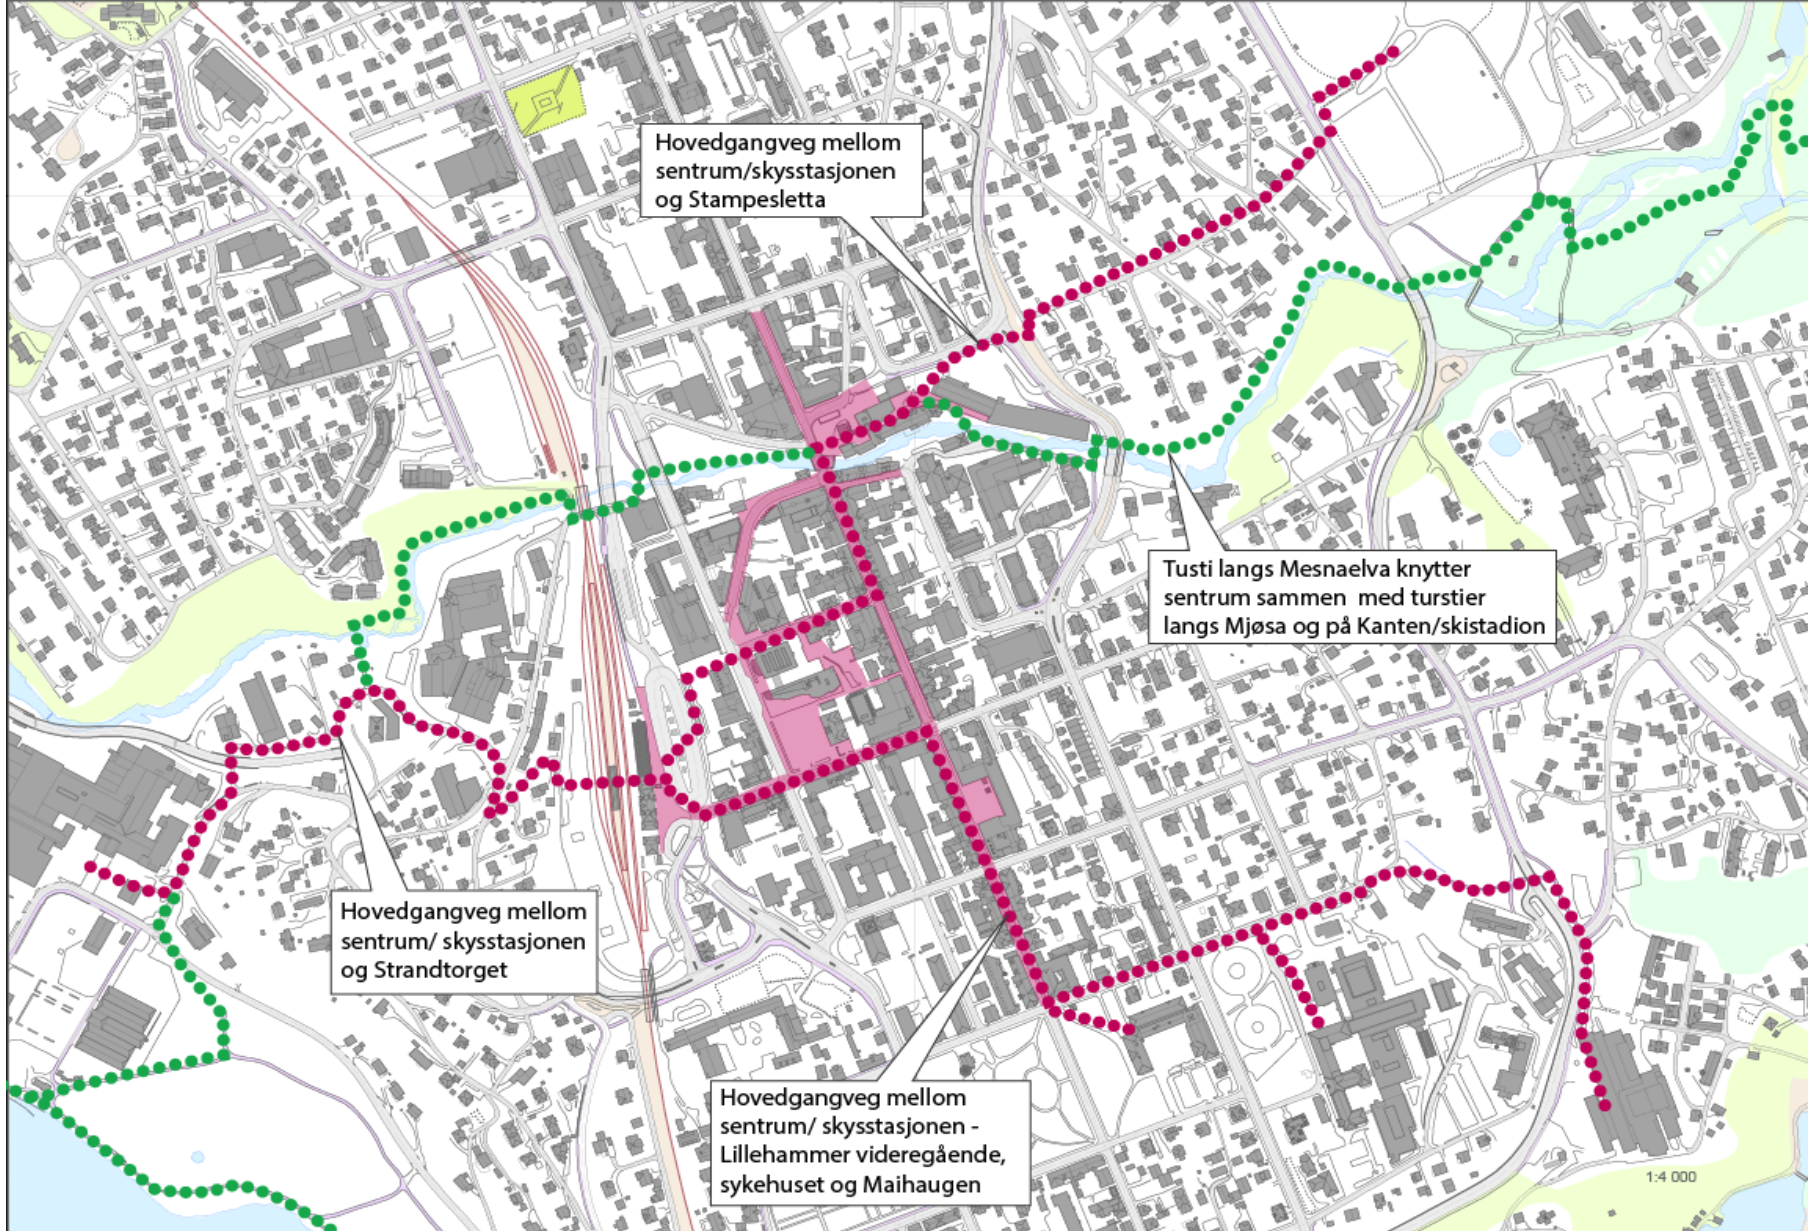 Hovedgangveg mellom
sentrum/skysstasjonen
og Stampesletta
Tusti langs Mesnaelva knytter
sentrum sammen med turstier
langs Mjøsa og på Kanten/skistadion
Hovedgangveg mellom
sentrum/ skysstasjonen
og Strandtorget
Hovedgangveg mellom
sentrum/ skysstasjonen -
Lillehammer videregående,
sykehuset og Maihaugen
1:4 000